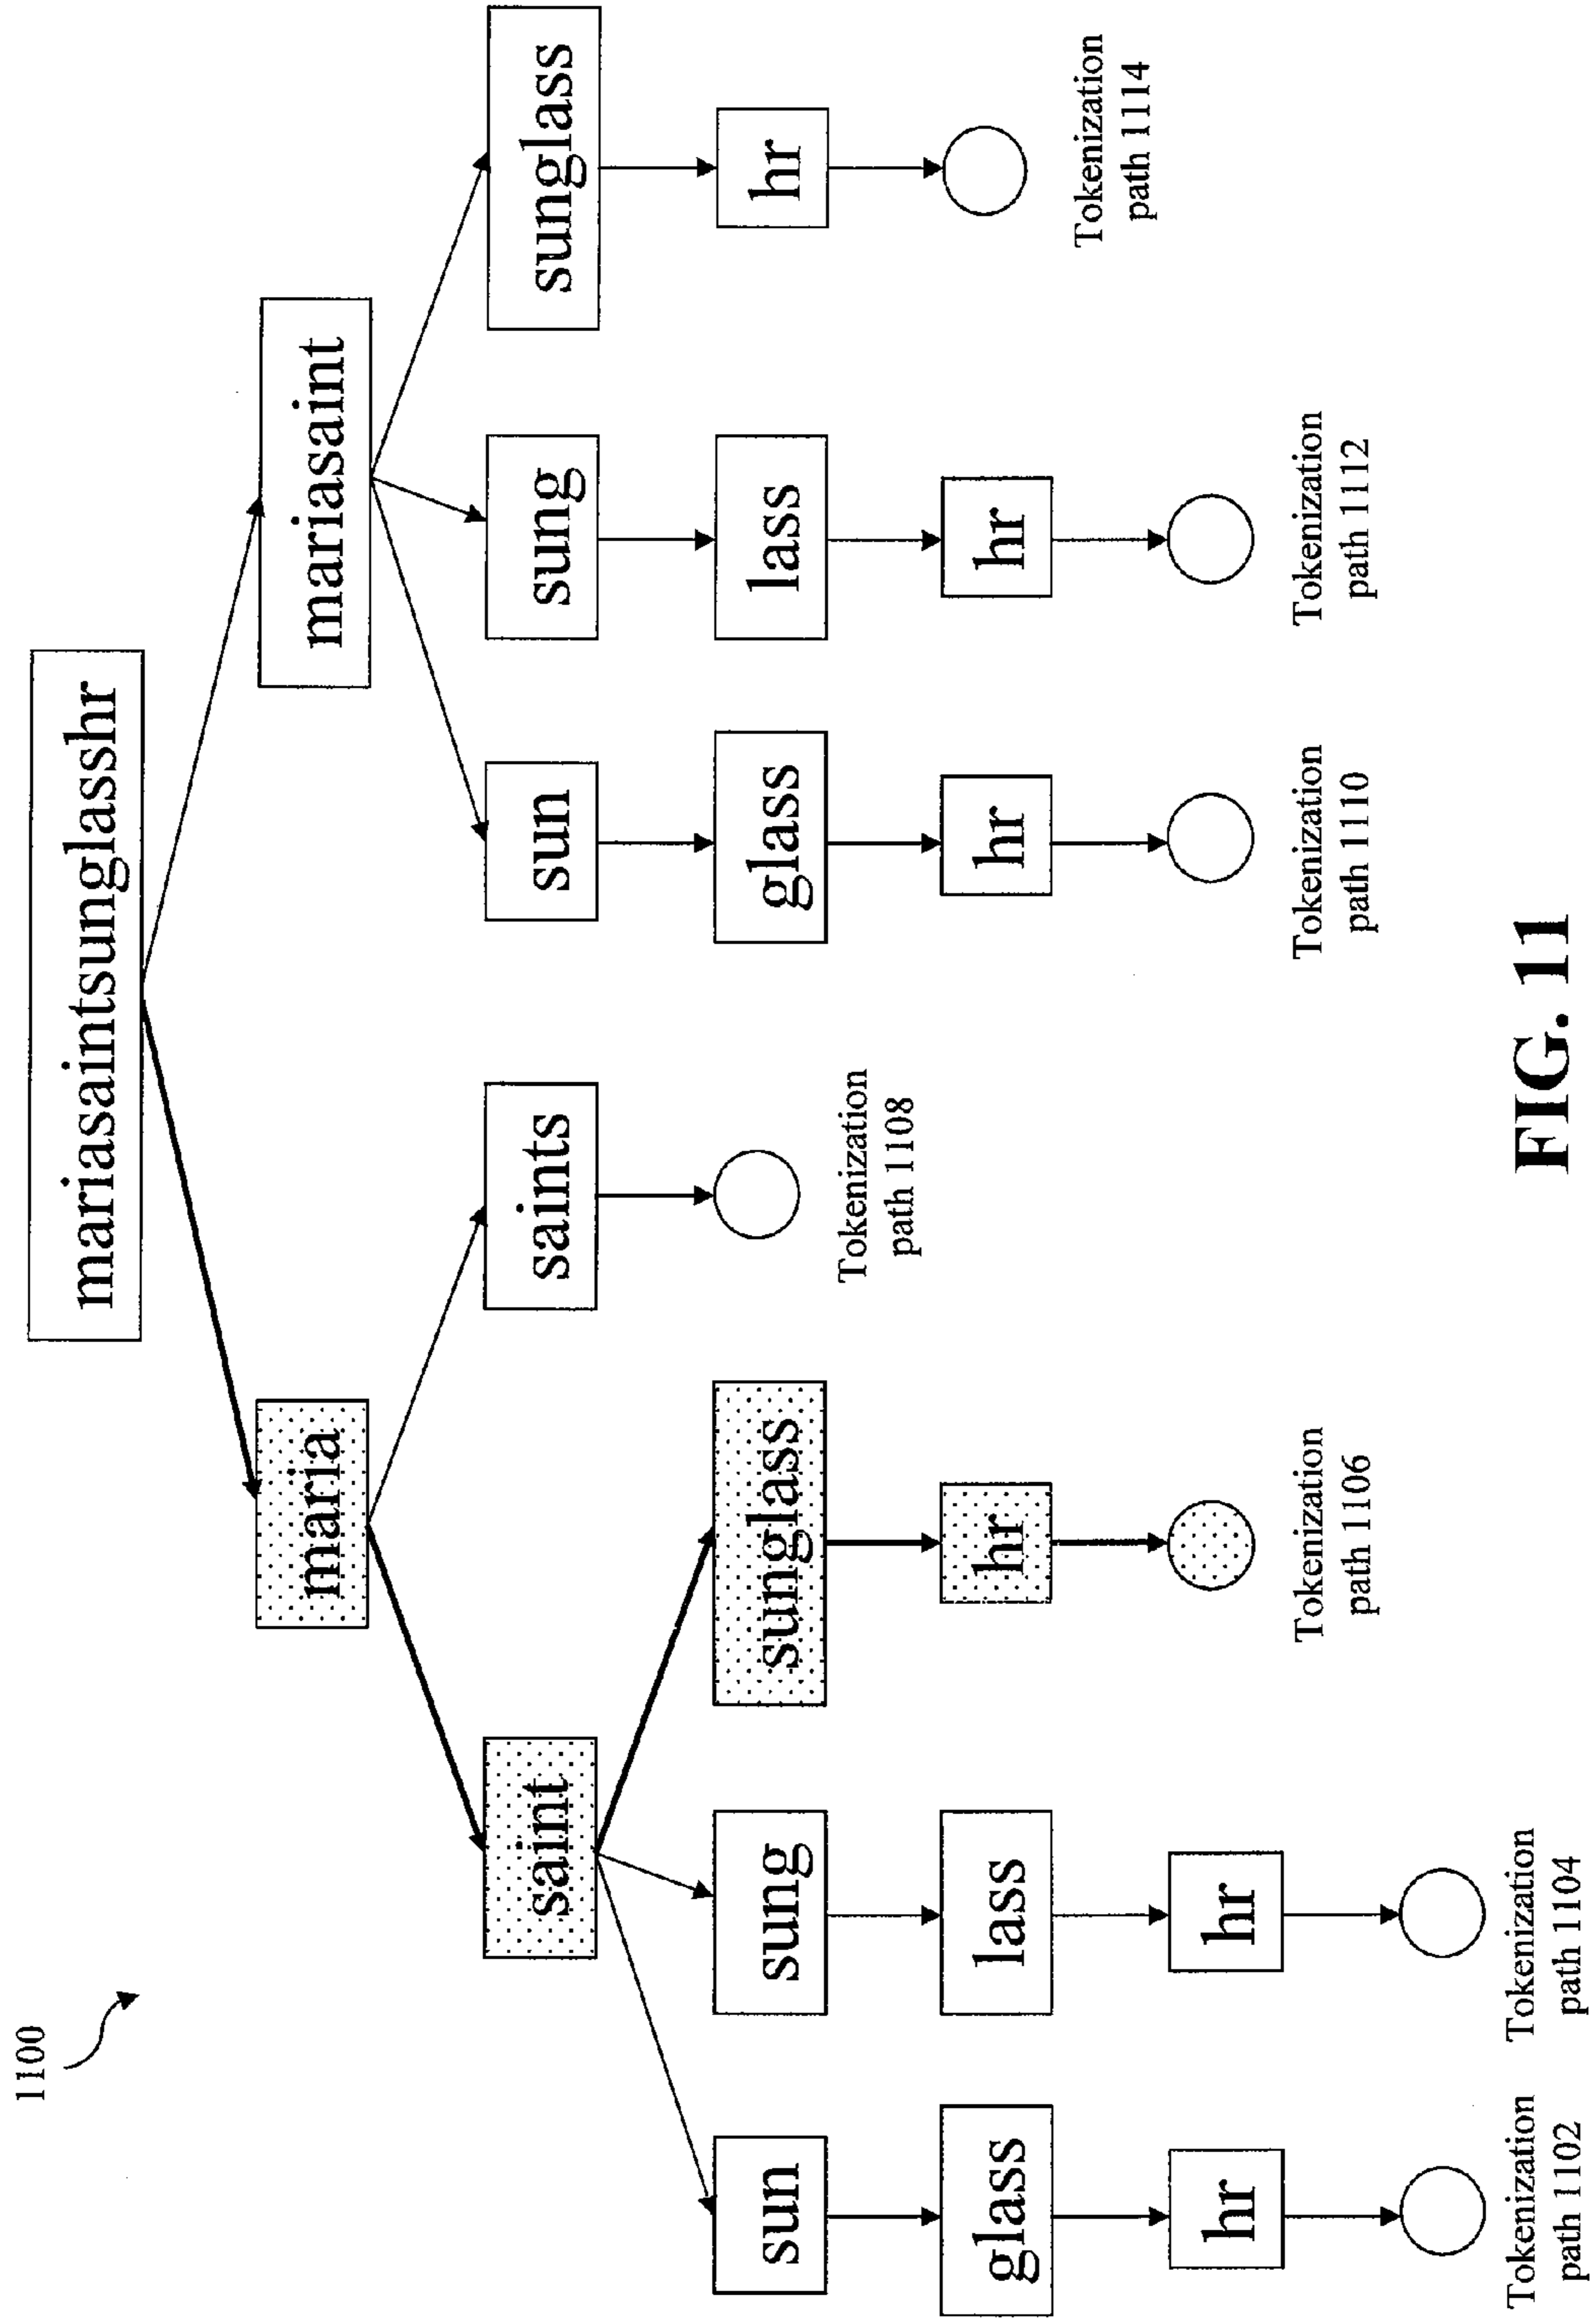 1100
mariasaintsunglasshr
maria
mariasaint
saint
saints
sun
sung
sunglass
sun
sung
sunglass
glass
lass
hr
glass
lass
hr
hr
hr
hr
hr
Tokenization
path 1102
Tokenization
path 1104
Tokenization
path 1106
Tokenization
path 1108
Tokenization
path 1110
Tokenization
path 1112
Tokenization
path 1114
FIG. 11